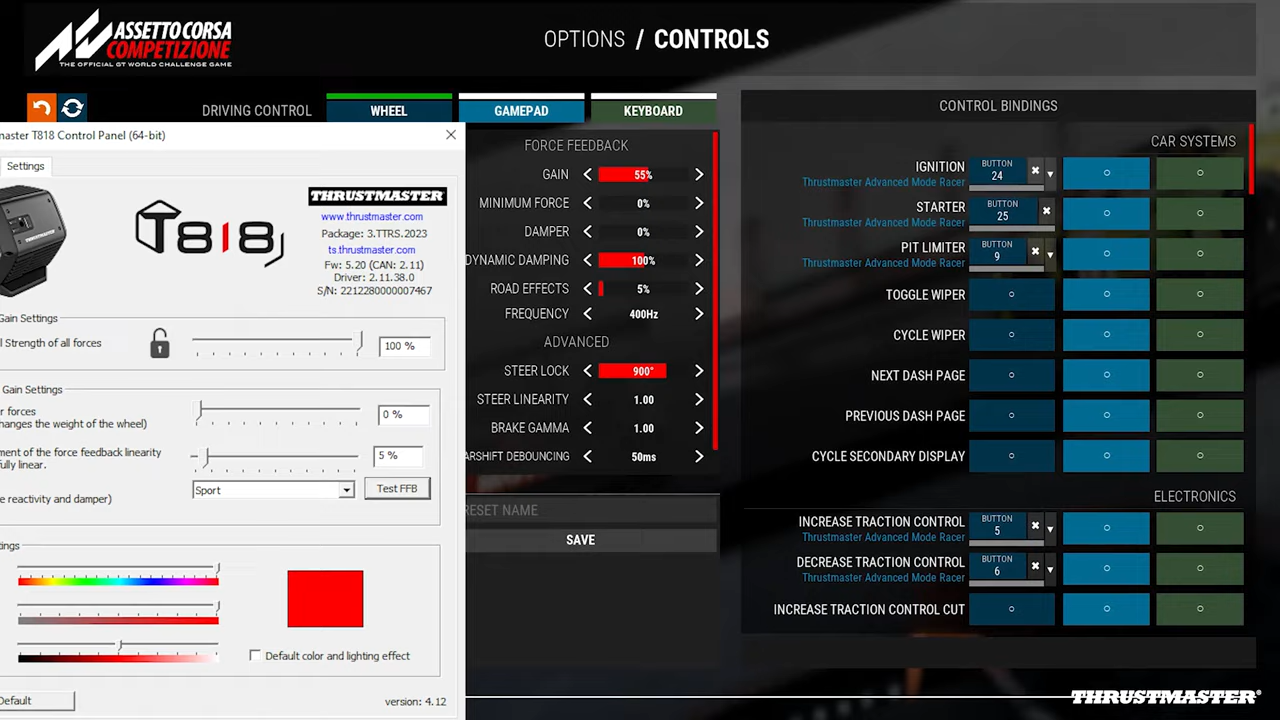 ASSETTO CORSA
COMPETIZIONE
THE OFFICIAL GT WORLD CHALLENGE GAME
OPTIONS / CONTROLS
DRIVING CONTROL
WHEEL
GAMEPAD
KEYBOARD
master T818 Control Panel (64-bit)
Settings
THRUSTMASTER
www.thrustmaster.com
T818
Package: 3.TTRS.2023
ts.thrustmaster.com
Fw: 5.20 (CAN: 2.11)
Driver: 2.11.38.0
S/N: 2212280000007467
Gain Settings
l Strength of all forces
100 %
Gain Settings
r forces
hanges the weight of the wheel)
0 %
ment of the force feedback linearity
fully linear.
5 %
Sport
Test FFB
e reactivity and damper)
tings
Default color and lighting effect
Default
version: 4.12
FORCE FEEDBACK
GAIN
55%
MINIMUM FORCE
0%
DAMPER
0%
DYNAMIC DAMPING
100%
ROAD EFFECTS
5%
FREQUENCY
400Hz
ADVANCED
STEER LOCK
900°
STEER LINEARITY
1.00
BRAKE GAMMA
1.00
ARSHIFT DEBOUNCING
50ms
RESET NAME
SAVE
CONTROL BINDINGS
CAR SYSTEMS
IGNITION
Thrustmaster Advanced Mode Racer
BUTTON
24
STARTER
Thrustmaster Advanced Mode Racer
BUTTON
25
PIT LIMITER
Thrustmaster Advanced Mode Racer
BUTTON
9
TOGGLE WIPER
CYCLE WIPER
NEXT DASH PAGE
PREVIOUS DASH PAGE
CYCLE SECONDARY DISPLAY
ELECTRONICS
INCREASE TRACTION CONTROL
Thrustmaster Advanced Mode Racer
BUTTON
5
DECREASE TRACTION CONTROL
Thrustmaster Advanced Mode Racer
BUTTON
6
INCREASE TRACTION CONTROL CUT
THRUSTMASTER®